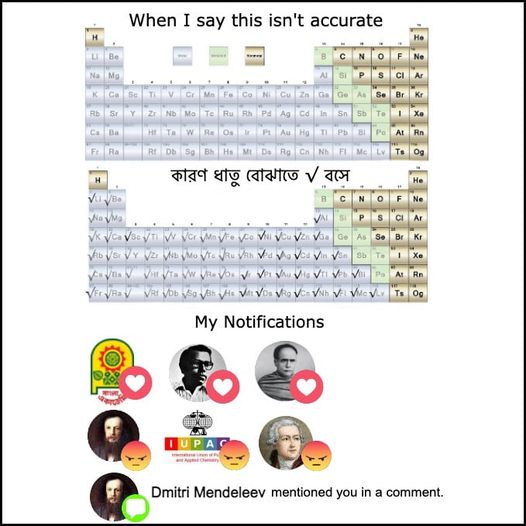 When I say this isn't accurate
H He
Li Be B C N O F Ne
Na Mg Al Si P S Cl Ar
K Ca Sc Ti V Cr Mn Fe Co Ni Cu Zn Ga Ge As Se Br Kr
Rb Sr Y Zr Nb Mo Tc Ru Rh Pd Ag Cd In Sn Sb Te I Xe
Cs Ba Hf Ta W Re Os Ir Pt Au Hg Tl Pb Bi Po At Rn
Fr Ra Rf Db Sg Bh Hs Mt Ds Rg Cn Nh Fl Mc Lv Ts Og
কারণ ধাতু বোঝাতে √ বসে
H He
√Li √Be B C N O F Ne
√Na √Mg √Al Si P S Cl Ar
√K √Ca √Sc √Ti √V √Cr √Mn √Fe √Co √Ni √Cu √Zn √Ga Ge As Se Br Kr
√Rb √Sr √Y √Zr √Nb √Mo √Tc √Ru √Rh √Pd √Ag √Cd √In √Sn Sb Te I Xe
√Cs √Ba √Hf √Ta √W √Re √Os √Ir √Pt √Au √Hg √Tl √Pb √Bi Po At Rn
√Fr √Ra √Rf √Db √Sg √Bh √Hs √Mt √Ds √Rg √Cn √Nh √Fl √Mc √Lv Ts Og
My Notifications
বাংলা
IUPAC
International Union of Pu
and Applied Chemistry
Dmitri Mendeleev mentioned you in a comment.